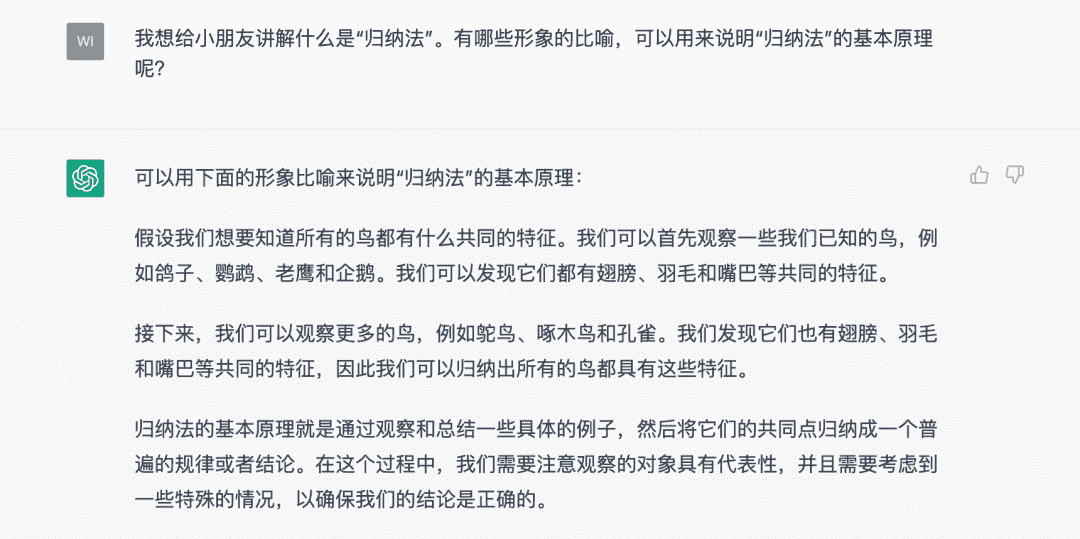 WI
我想给小朋友讲解什么是“归纳法”。有哪些形象的比喻，可以用来说明“归纳法”的基本原理
呢？
可以用下面的形象比喻来说明“归纳法”的基本原理：
假设我们想要知道所有的鸟都有什么共同的特征。我们可以首先观察一些我们已知的鸟，例
如鸽子、鹦鹉、老鹰和企鹅。我们可以发现它们都有翅膀、羽毛和嘴巴等共同的特征。
接下来，我们可以观察更多的鸟，例如鸵鸟、啄木鸟和孔雀。我们发现它们也有翅膀、羽毛
和嘴巴等共同的特征，因此我们可以归纳出所有的鸟都具有这些特征。
归纳法的基本原理就是通过观察和总结一些具体的例子，然后将它们的共同点归纳成一个普
遍的规律或者结论。在这个过程中，我们需要注意观察的对象具有代表性，并且需要考虑到
一些特殊的情况，以确保我们的结论是正确的。